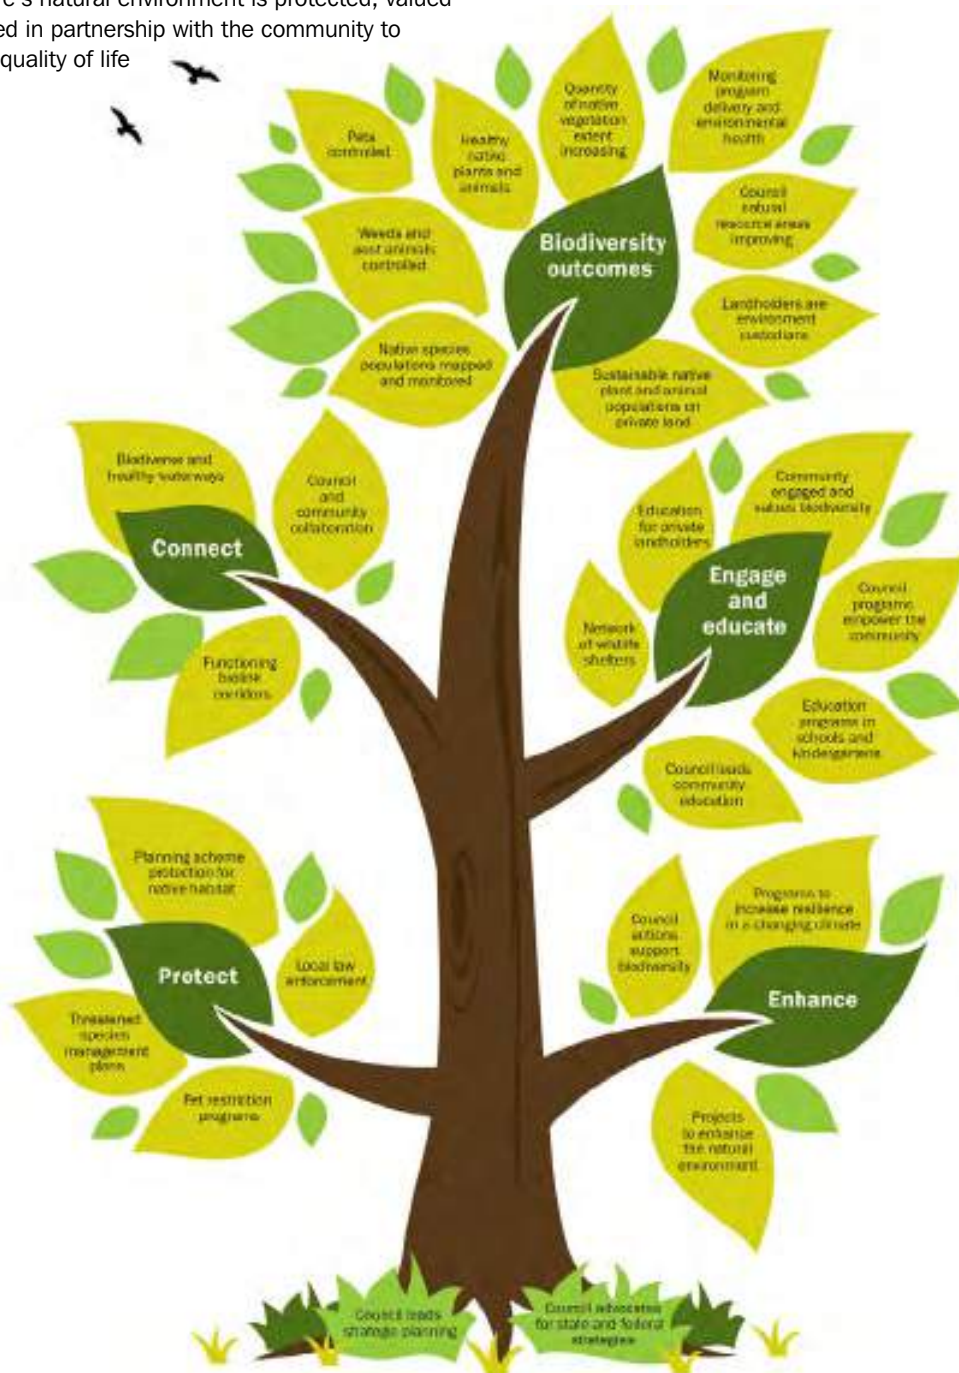 re's natural environment is protected, valued
ed in partnership with the community to
quality of life
Pets
controlled
Healthy
native
plants and
animals
Quantity
of native
vegetation
extent
increasing
Monitoring
program
delivery and
environmental
health
Weeds and
pest animals
controlled
Biodiversity
outcomes
Council
natural
resource areas
improving
Native species
populations mapped
and monitored
Landholders are
environment
custodians
Sustainable native
plant and animal
populations on
private land
Biodiverse and
healthy waterways
Council
and
community
collaboration
Connect
Functioning
biolink
corridors
Education
for private
landholders
Community
engaged and
values biodiversity
Engage
and
educate
Network
of wildlife
shelters
Council
programs
empower the
community
Education
programs in
schools and
kindergartens
Council leads
community
education
Planning scheme
protection for
native habitat
Protect
Local law
enforcement
Threatened
species
management
plans
Pet restriction
programs
Council
actions
support
biodiversity
Programs to
increase resilience
in a changing climate
Enhance
Projects
to enhance
the natural
environment
Council leads
strategic planning
Council advocates
for state and federal
strategies